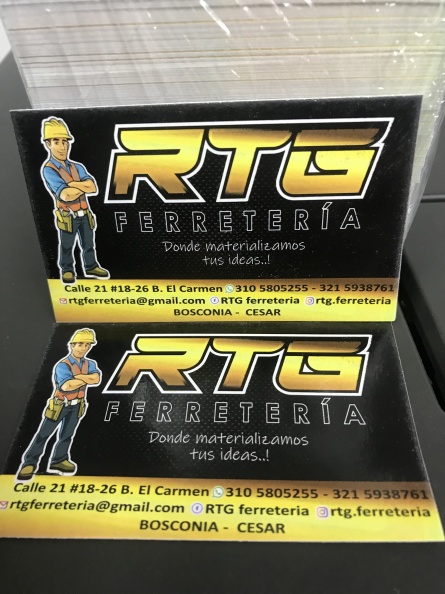 RTG
FERRETERÍA
Donde materializamos
tus ideas..!
Calle 21 #18-26 B. El Carmen 310 5805255 - 321 5938761
rtgferreteria@gmail.com RTG ferreteria rtg.ferreteria
BOSCONIA - CESAR
RTG
FERRETERÍA
Donde materializamos
tus ideas..!
Calle 21 #18-26 B. El Carmen 310 5805255 - 321 5938761
rtgferreteria@gmail.com RTG ferreteria rtg.ferreteria
BOSCONIA - CESAR